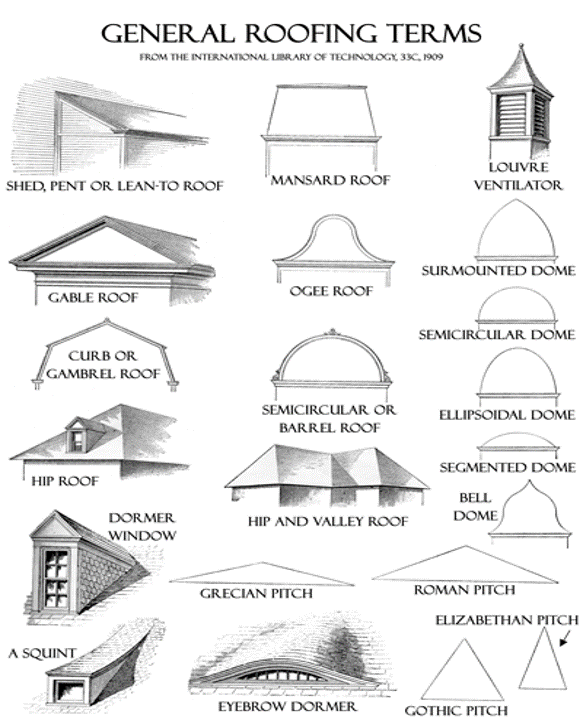 GENERAL ROOFING TERMS
FROM THE INTERNATIONAL LIBRARY OF TECHNOLOGY, 33C, 1909
SHED, PENT OR LEAN-TO ROOF
MANSARD ROOF
LOUVRE
VENTILATOR
GABLE ROOF
OGEE ROOF
SURMOUNTED DOME
SEMICIRCULAR DOME
CURB OR
GAMBREL ROOF
SEMICIRCULAR OR
BARREL ROOF
ELLIPSOIDAL DOME
SEGMENTED DOME
HIP ROOF
HIP AND VALLEY ROOF
BELL
DOME
DORMER
WINDOW
GRECIAN PITCH
ROMAN PITCH
ELIZABETHAN PITCH
A SQUINT
EYEBROW DORMER
GOTHIC PITCH